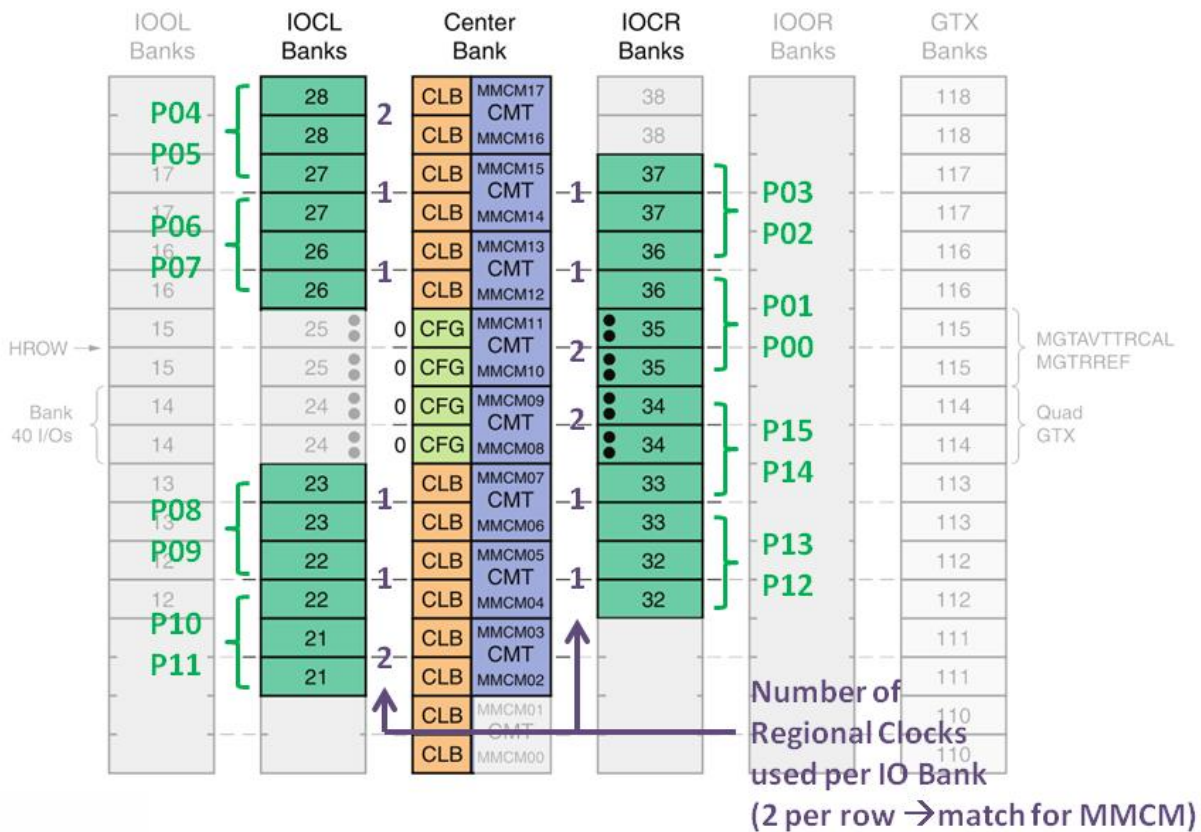 IOOL IOCL Center IOCR IOOR GTX
Banks Banks Bank Banks Banks Banks
28 CLB MMCM17 38 118
P04 2 CMT
28 CLB MMCM16 38 118
P05
17 27 CLB MMCM15 37 117
1 CMT 1 P03
17 27 CLB MMCM14 37 117
P06 P02
16 26 CLB MMCM13 36 116
P07 1 CMT 1
16 26 CLB MMCM12 36 116
P01
15 25 0 CFG MMCM11 35 115
HROW CMT 2 P00 MGTAVTTRCAL
15 25 0 CFG MMCM10 35 115
MGTRREF
14 24 0 CFG MMCM09 34 114
Bank CMT 2 P15 Quad
40 I/Os GTX
14 24 0 CFG MMCM08 34 114
P14
13 23 CLB MMCM07 33 113
P08 1 CMT 1
13 23 CLB MMCM06 33 113
P09 P13
12 22 CLB MMCM05 32 112
1 CMT 1 P12
12 22 CLB MMCM04 32 112
P10
21 CLB MMCM03 111
P11 2 CMT
21 CLB MMCM02 111
CLB MMCM01 110
CMT
CLB MMCM00 110
Number of
Regional Clocks
used per IO Bank
(2 per row →match for MMCM)